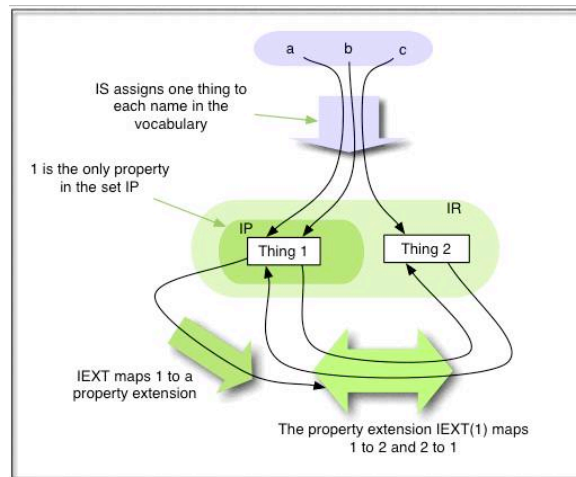 a b c
IS assigns one thing to
each name in the
vocabulary
1 is the only property
in the set IP
IR
IP
Thing 1
Thing 2
IEXT maps 1 to a
property extension
The property extension IEXT(1) maps
1 to 2 and 2 to 1